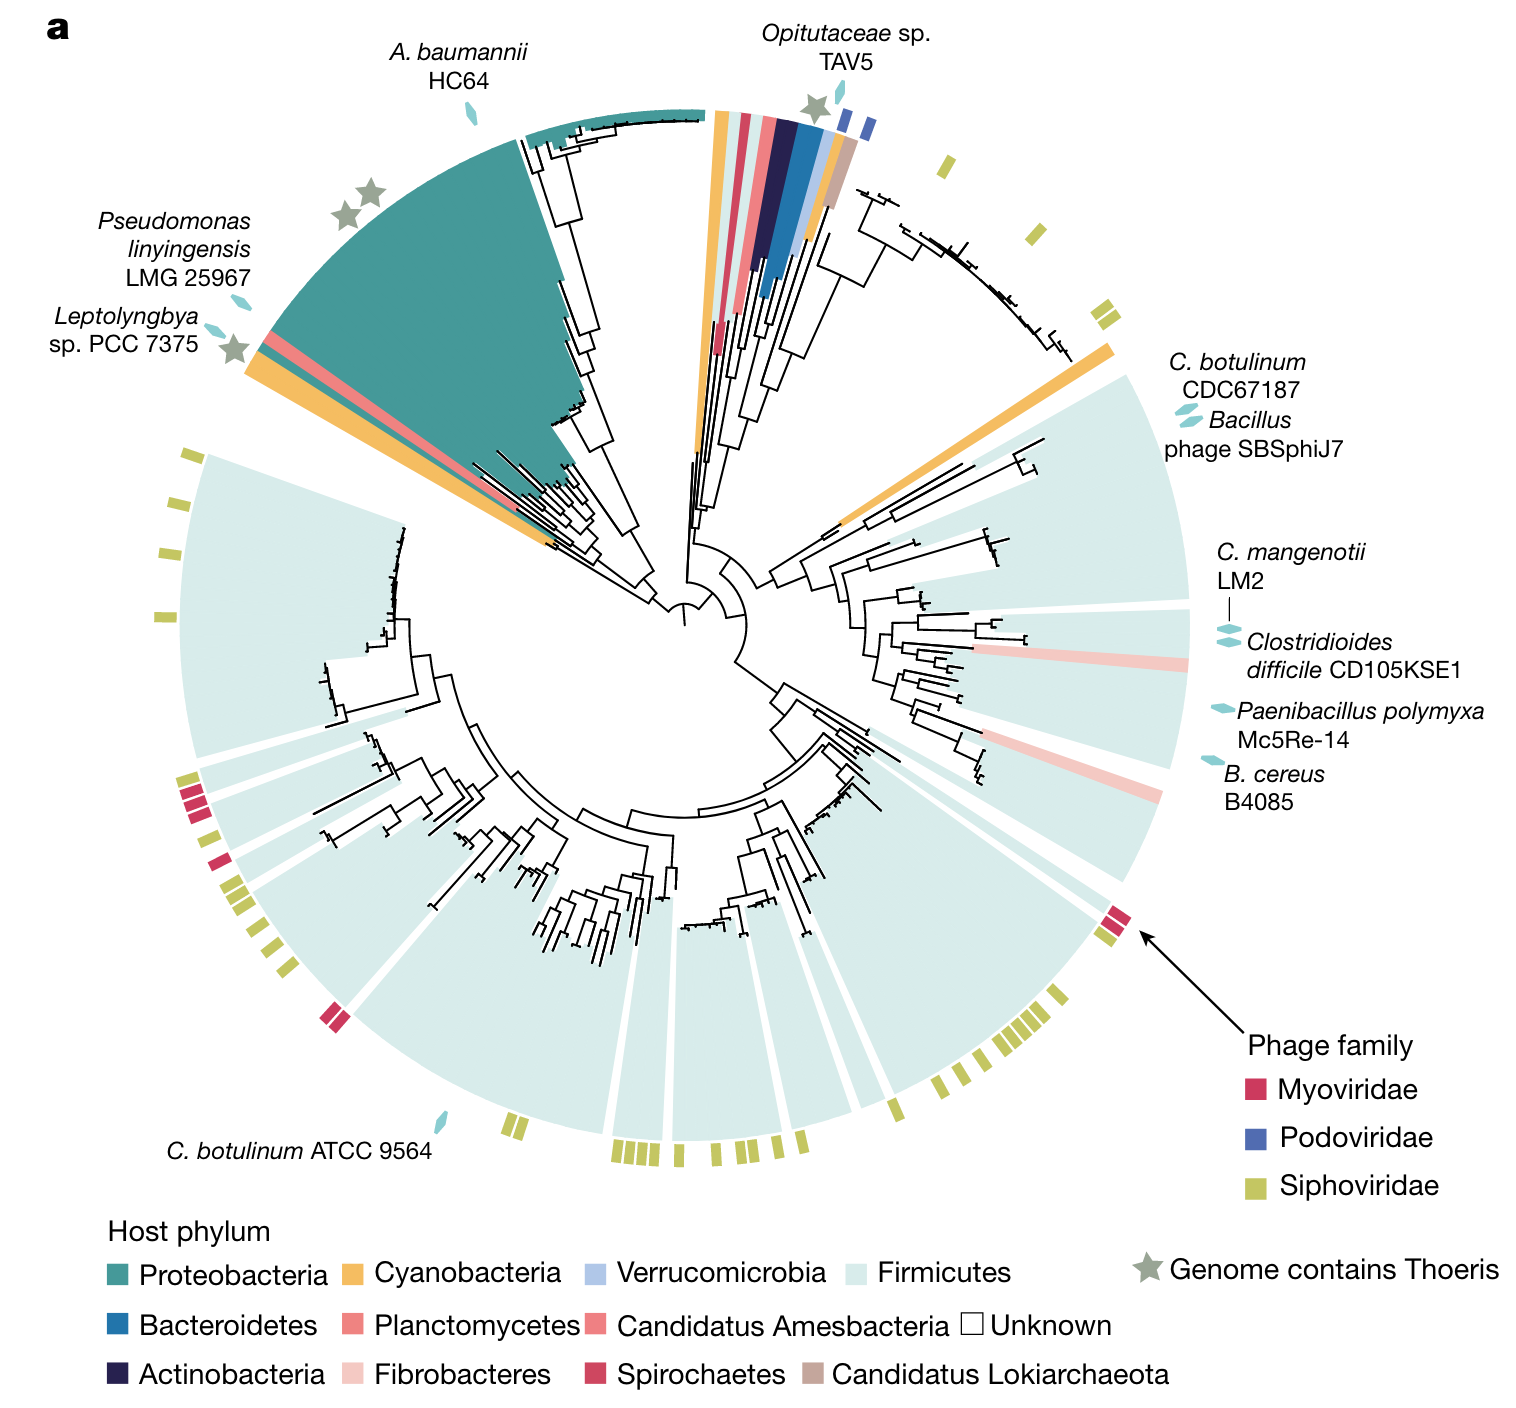 a
A. baumannii
HC64
Opitutaceae sp.
TAV5
Pseudomonas
linyingensis
LMG 25967
Leptolyngbya
sp. PCC 7375
C. botulinum
CDC67187
Bacillus
phage SBSphiJ7
C. mangenotii
LM2
Clostridioides
difficile CD105KSE1
Paenibacillus polymyxa
Mc5Re-14
B. cereus
B4085
C. botulinum ATCC 9564
Phage family
Myoviridae
Podoviridae
Siphoviridae
Host phylum
Proteobacteria Cyanobacteria Verrucomicrobia Firmicutes Genome contains Thoeris
Bacteroidetes Planctomycetes Candidatus Amesbacteria Unknown
Actinobacteria Fibrobacteres Spirochaetes Candidatus Lokiarchaeota